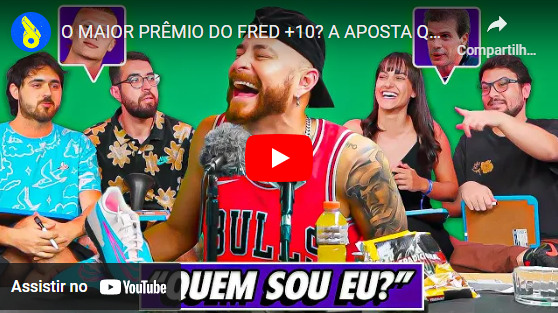 O MAIOR PRÊMIO DO FRED +10? A APOSTA Q...
Compartilh...
BULLS
Assistir no YouTube
"QUEM SOU EU?"